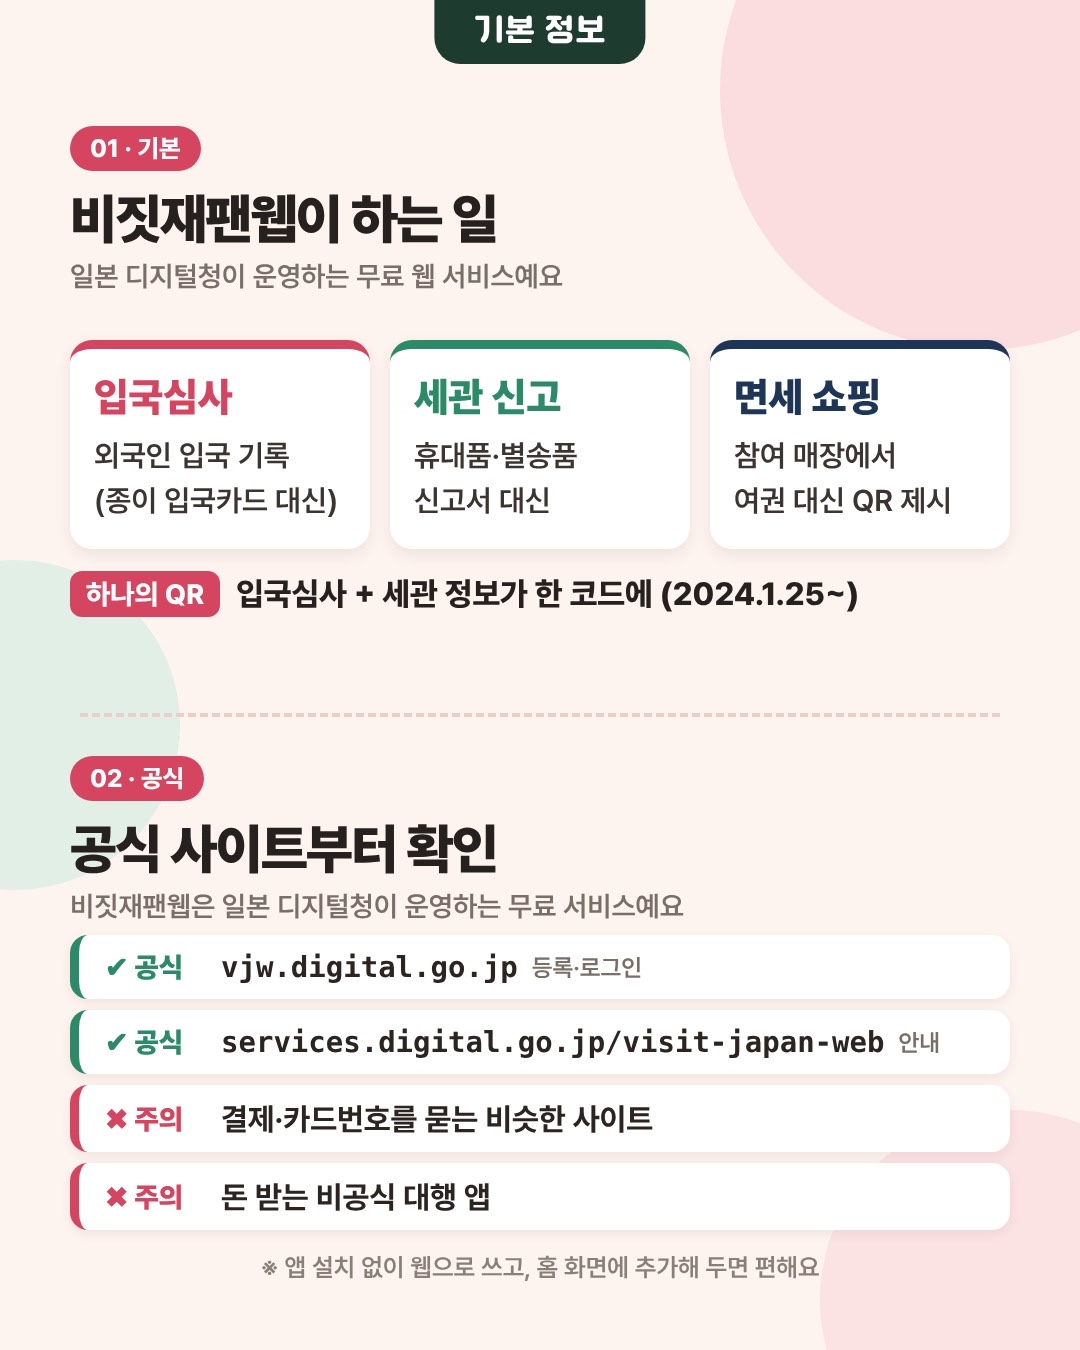 기본 정보
01 · 기본
비짓재팬웹이 하는 일
일본 디지털청이 운영하는 무료 웹 서비스예요
입국심사
외국인 입국 기록
(종이 입국카드 대신)
세관 신고
휴대품·별송품
신고서 대신
면세 쇼핑
참여 매장에서
여권 대신 QR 제시
하나의 QR 입국심사 + 세관 정보가 한 코드에 (2024.1.25~)
02 · 공식
공식 사이트부터 확인
비짓재팬웹은 일본 디지털청이 운영하는 무료 서비스예요
✔ 공식 vjw.digital.go.jp 등록·로그인
✔ 공식 services.digital.go.jp/visit-japan-web 안내
✖ 주의 결제·카드번호를 묻는 비슷한 사이트
✖ 주의 돈 받는 비공식 대행 앱
※ 앱 설치 없이 웹으로 쓰고, 홈 화면에 추가해 두면 편해요